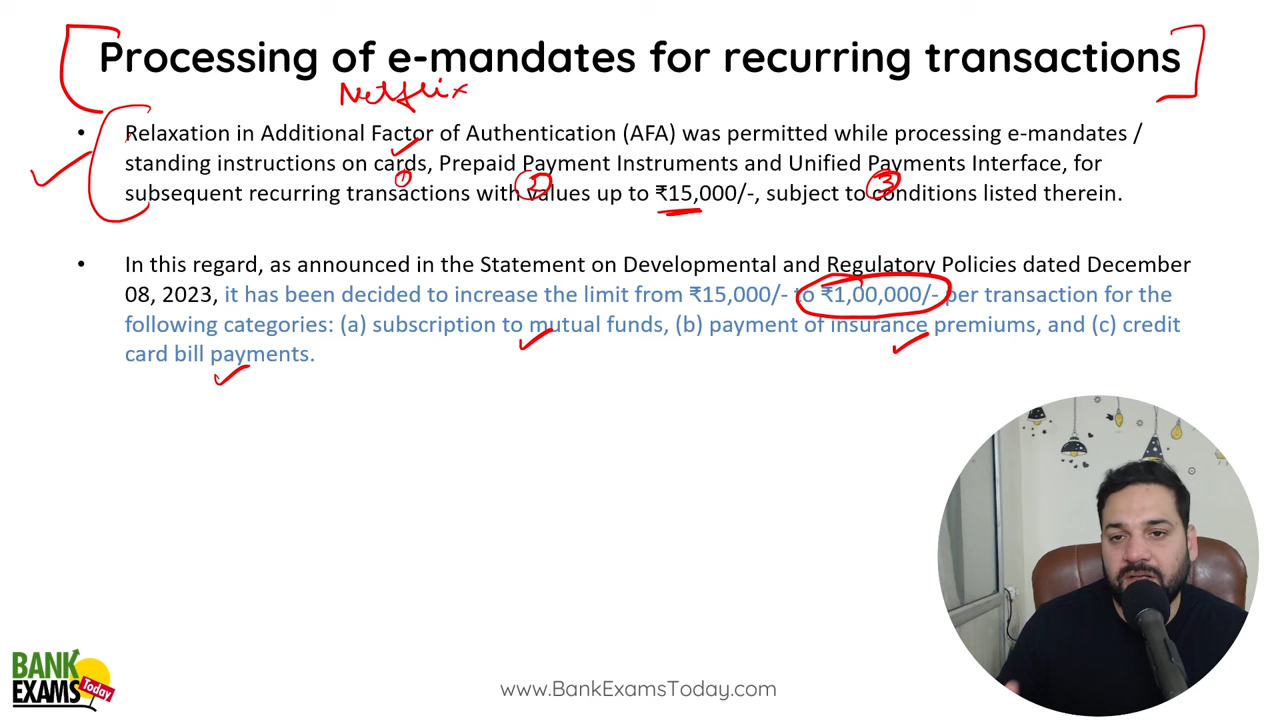 Processing of e-mandates for recurring transactions
Netflix
• Relaxation in Additional Factor of Authentication (AFA) was permitted while processing e-mandates /
standing instructions on cards, Prepaid Payment Instruments and Unified Payments Interface, for
① ② ③
subsequent recurring transactions with values up to ₹15,000/-, subject to conditions listed therein.
• In this regard, as announced in the Statement on Developmental and Regulatory Policies dated December
08, 2023, it has been decided to increase the limit from ₹15,000/- to ₹1,00,000/- per transaction for the
following categories: (a) subscription to mutual funds, (b) payment of insurance premiums, and (c) credit
card bill payments.
BANK
EXAMS
Today
www.BankExamsToday.com